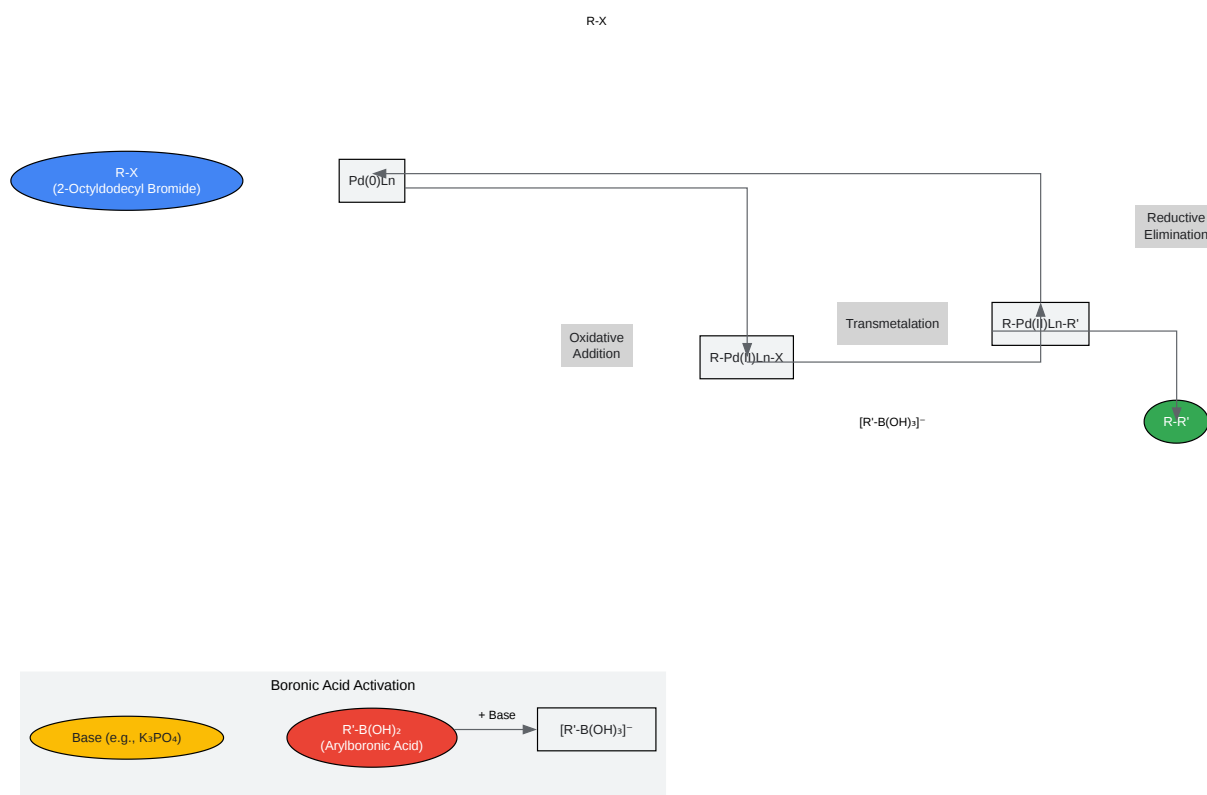 R-X
R-X
(2-Octyldodecyl Bromide)
Pd(0)Ln
Reductive
Elimination
Oxidative
Addition
R-Pd(II)Ln-X
Transmetalation
R-Pd(II)Ln-R'
[R'-B(OH)₃]⁻
R-R'
Boronic Acid Activation
Base (e.g., K₃PO₄)
R'-B(OH)₂
(Arylboronic Acid)
+ Base
[R'-B(OH)₃]⁻